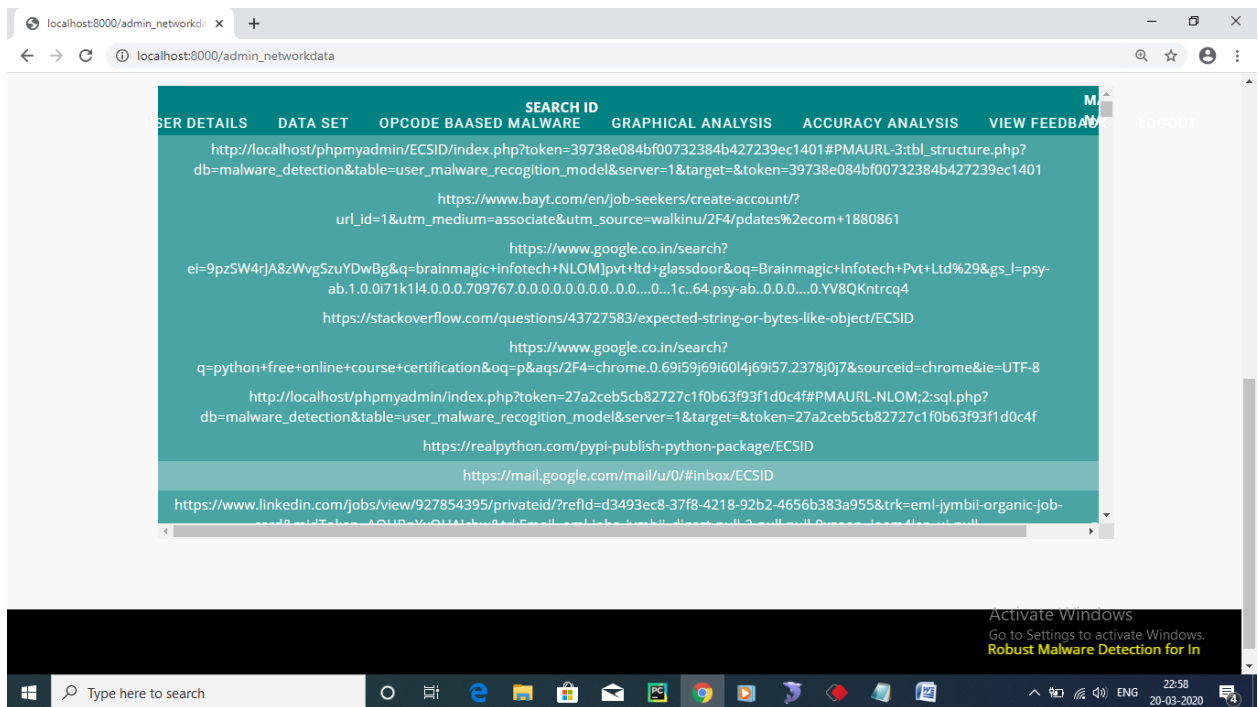 localhost:8000/admin_networkda
localhost:8000/admin_networkdata
SEARCH ID
USER DETAILS DATA SET OPCODE BAASED MALWARE GRAPHICAL ANALYSIS ACCURACY ANALYSIS VIEW FEEDBACK LOGOUT
http://localhost/phpmyadmin/ECSID/index.php?token=39738e084bf00732384b427239ec1401#PMAURL-3:tbl_structure.php?
db=malware_detection&table=user_malware_recogition_model&server=1&target=&token=39738e084bf00732384b427239ec1401
https://www.bayt.com/en/job-seekers/create-account/?
url_id=1&utm_medium=associate&utm_source=walkinu/2F4/pdates%2ecom+1880861
https://www.google.co.in/search?
ei=9pzSW4rJA8zWvgSzuYDwBg&q=brainmagic+infotech+NLOM]pvt+ltd+glassdoor&oq=Brainmagic+Infotech+Pvt+Ltd%29&gs_l=psy-
ab.1.0.0i71k1l4.0.0.0.709767.0.0.0.0.0.0.0.0..0.0....0...1c..64.psy-ab..0.0.0....0.YV8QKntrcq4
https://stackoverflow.com/questions/43727583/expected-string-or-bytes-like-object/ECSID
https://www.google.co.in/search?
q=python+free+online+course+certification&oq=p&aqs/2F4=chrome.0.69i59j69i60l4j69i57.2378j0j7&sourceid=chrome&ie=UTF-8
http://localhost/phpmyadmin/index.php?token=27a2ceb5cb82727c1f0b63f93f1d0c4f#PMAURL-NLOM;2:sql.php?
db=malware_detection&table=user_malware_recogition_model&server=1&target=&token=27a2ceb5cb82727c1f0b63f93f1d0c4f
https://realpython.com/pypi-publish-python-package/ECSID
https://mail.google.com/mail/u/0/#inbox/ECSID
https://www.linkedin.com/jobs/view/927854395/privateid/?refId=d3493ec8-37f8-4218-92b2-4656b383a955&trk=eml-jymbii-organic-job-
Activate Windows
Go to Settings to activate Windows.
Robust Malware Detection for In
Type here to search
ENG
22:58
20-03-2020
4